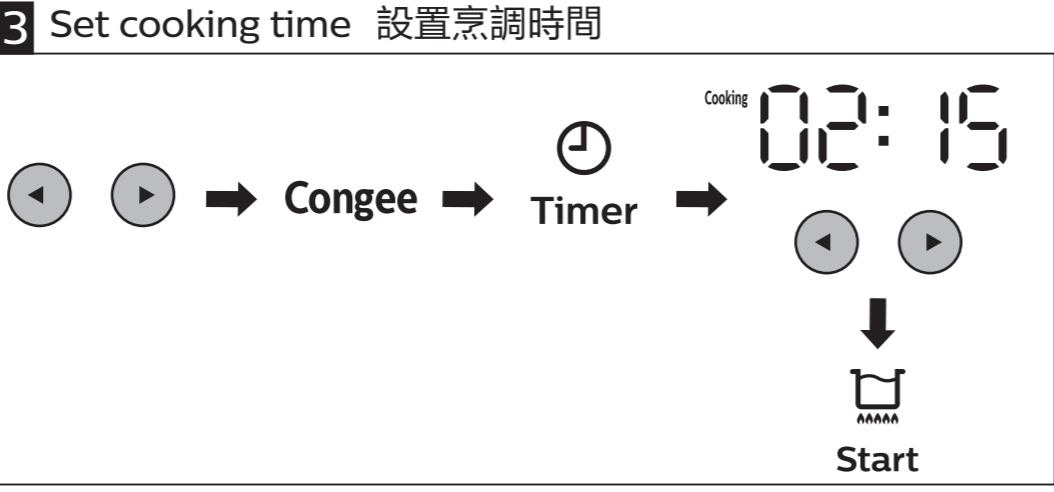 3 Set cooking time 設置烹調時間
Cooking 02:15
Congee
Timer
Start